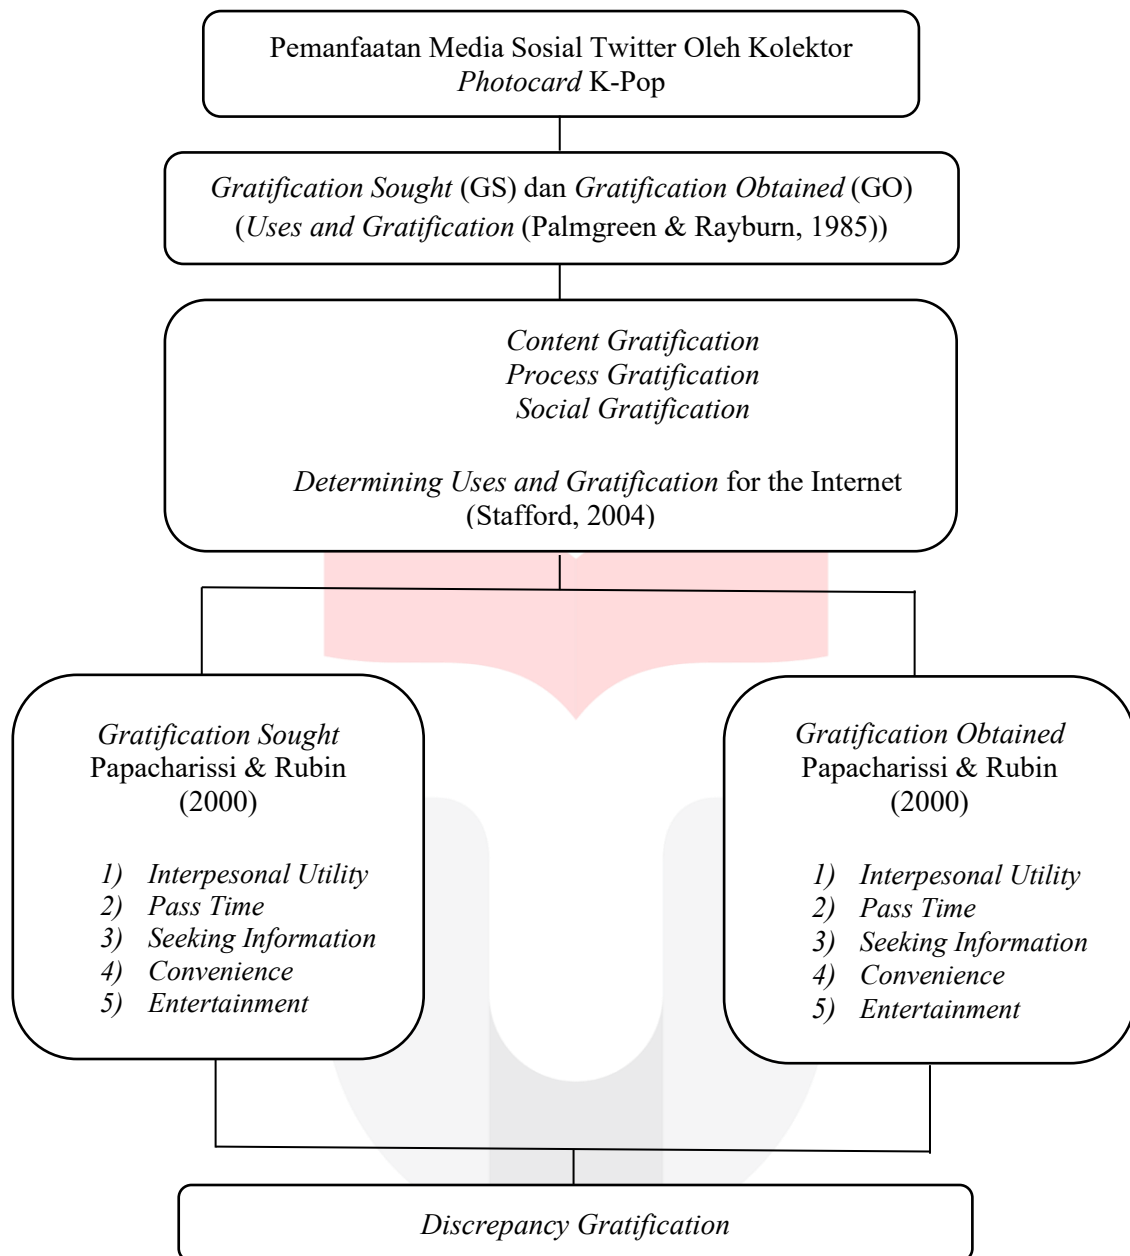 Pemanfaatan Media Sosial Twitter Oleh Kolektor
Photocard K-Pop
Gratification Sought (GS) dan Gratification Obtained (GO)
(Uses and Gratification (Palmgreen & Rayburn, 1985))
Content Gratification
Process Gratification
Social Gratification
Determining Uses and Gratification for the Internet
(Stafford, 2004)
Gratification Sought
Papacharissi & Rubin
(2000)
1) Interpesonal Utility
2) Pass Time
3) Seeking Information
4) Convenience
5) Entertainment
Gratification Obtained
Papacharissi & Rubin
(2000)
1) Interpesonal Utility
2) Pass Time
3) Seeking Information
4) Convenience
5) Entertainment
Discrepancy Gratification